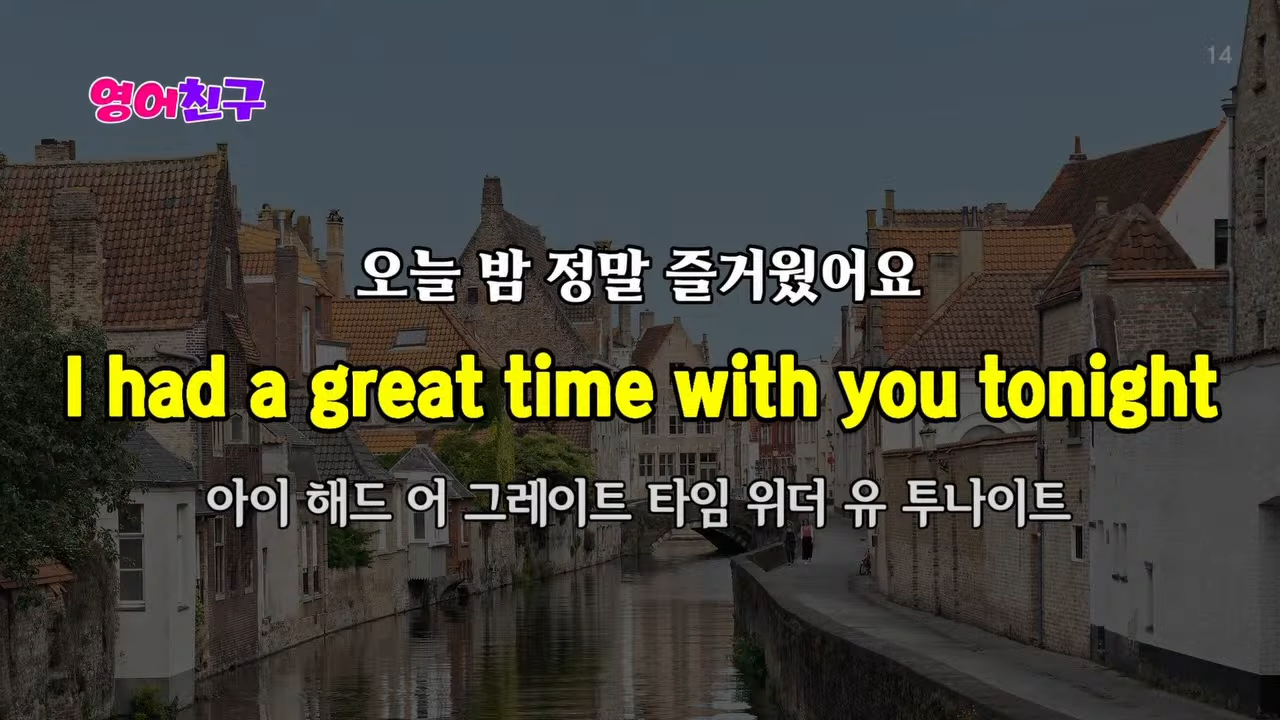 14
영어친구
오늘 밤 정말 즐거웠어요
I had a great time with you tonight
아이 해드 어 그레이트 타임 위더 유 투나이트